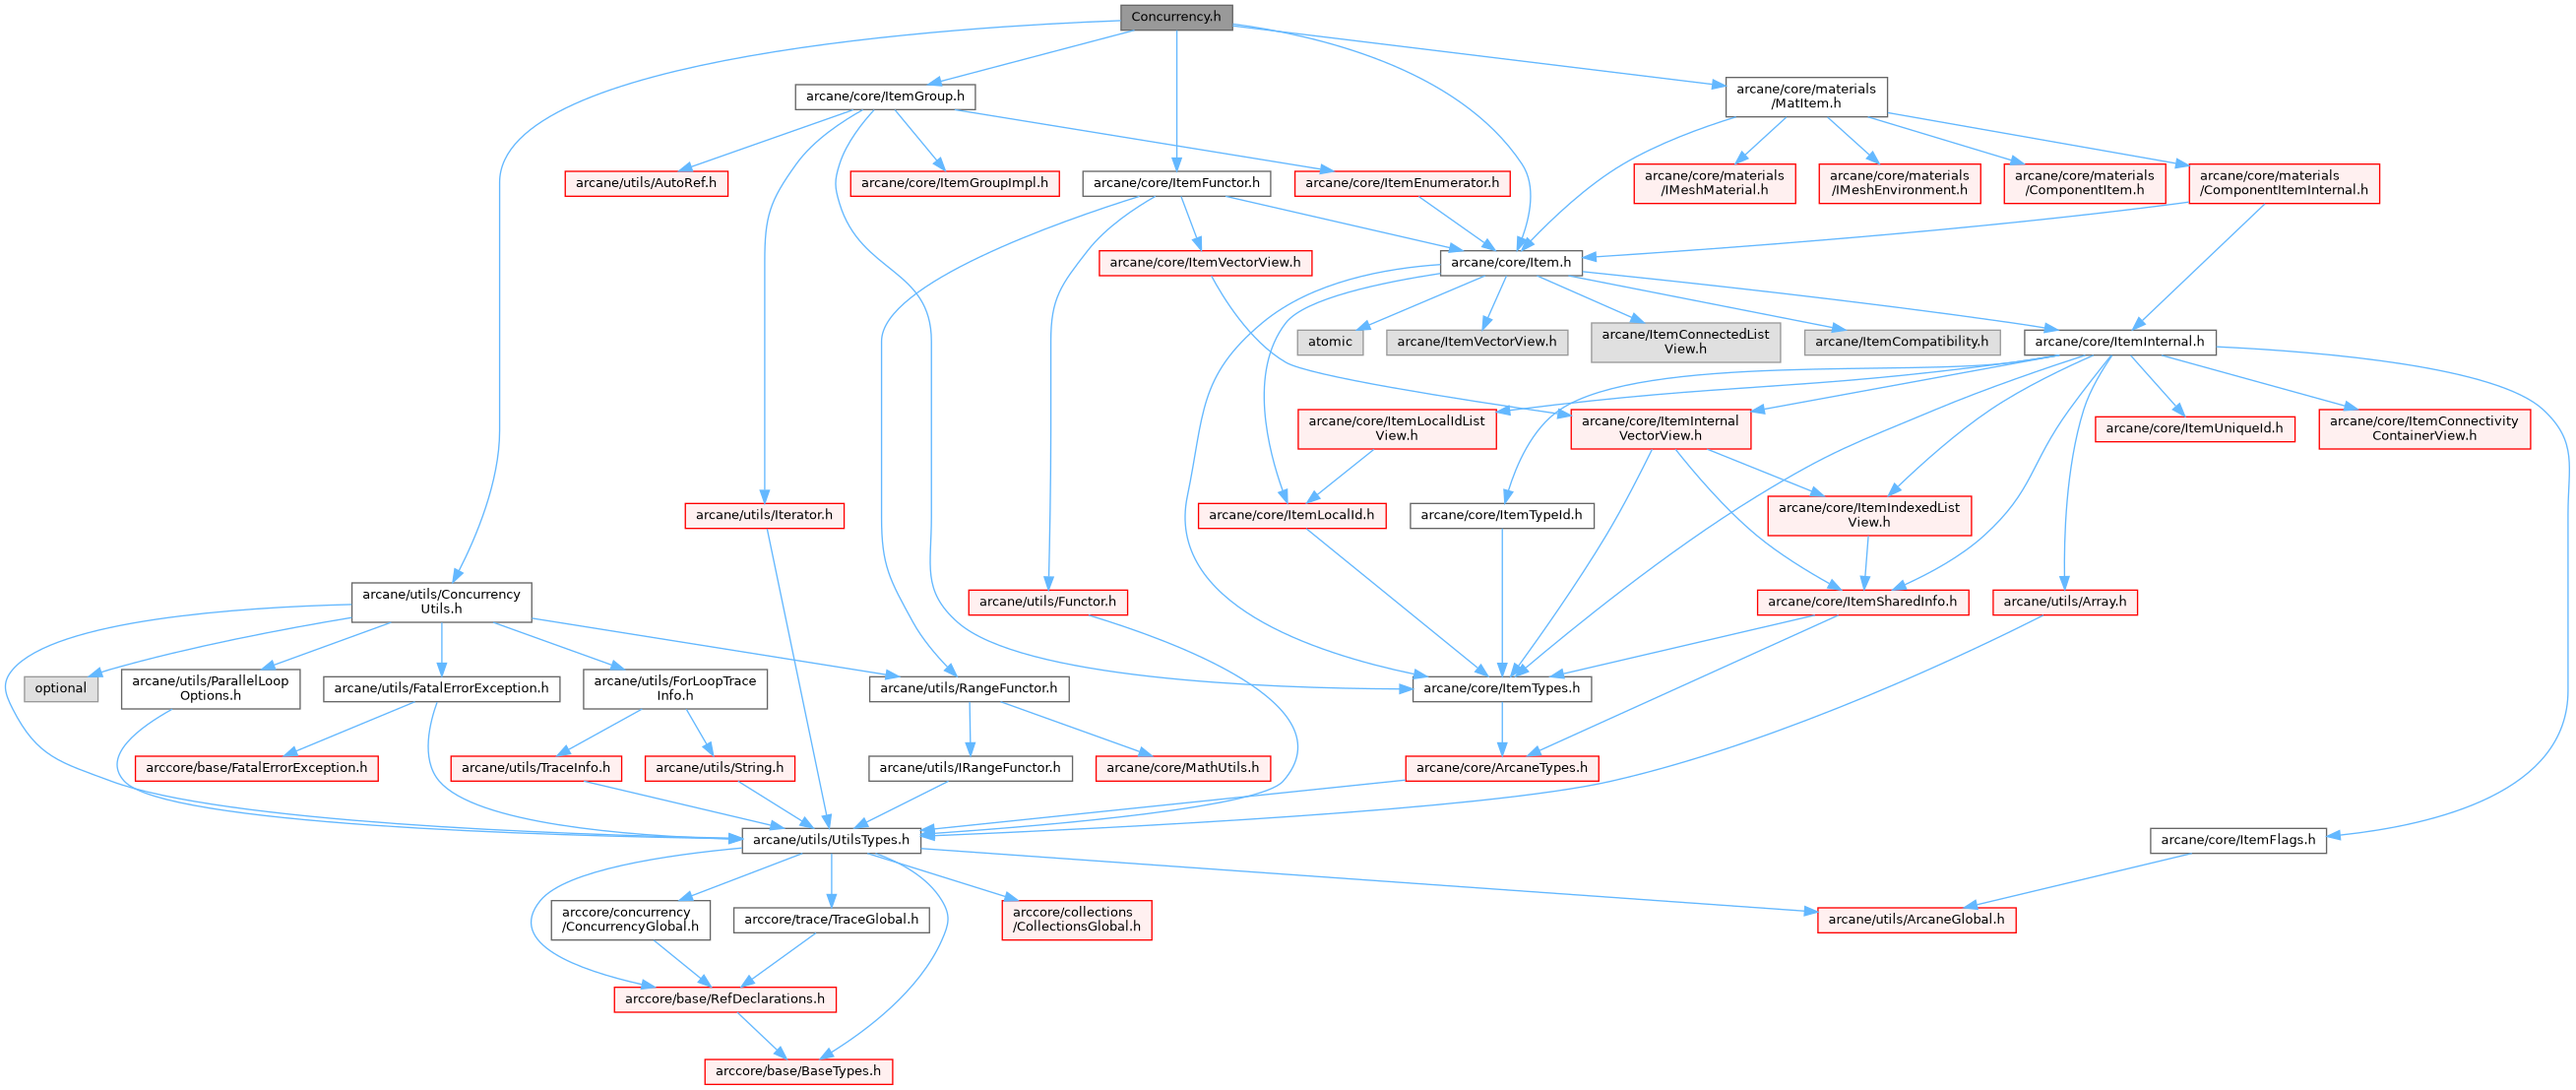 Concurrency.h
arcane/core/ItemGroup.h
arcane/core/materials
/MatItem.h
arcane/utils/AutoRef.h
arcane/core/ItemGroupImpl.h
arcane/core/ItemFunctor.h
arcane/core/ItemEnumerator.h
arcane/core/materials
/IMeshMaterial.h
arcane/core/materials
/IMeshEnvironment.h
arcane/core/materials
/ComponentItem.h
arcane/core/materials
/ComponentItemInternal.h
arcane/core/ItemVectorView.h
arcane/core/Item.h
atomic
arcane/ItemVectorView.h
arcane/ItemConnectedList
View.h
arcane/ItemCompatibility.h
arcane/core/ItemInternal.h
arcane/core/ItemLocalIdList
View.h
arcane/core/ItemInternal
VectorView.h
arcane/core/ItemUniqueId.h
arcane/core/ItemConnectivity
ContainerView.h
arcane/utils/Iterator.h
arcane/core/ItemLocalId.h
arcane/core/ItemTypeId.h
arcane/core/ItemIndexedList
View.h
arcane/utils/Concurrency
Utils.h
arcane/utils/Functor.h
arcane/core/ItemSharedInfo.h
arcane/utils/Array.h
optional
arcane/utils/ParallelLoop
Options.h
arcane/utils/FatalErrorException.h
arcane/utils/ForLoopTrace
Info.h
arcane/utils/RangeFunctor.h
arcane/core/ItemTypes.h
arccore/base/FatalErrorException.h
arcane/utils/TraceInfo.h
arcane/utils/String.h
arcane/utils/IRangeFunctor.h
arcane/core/MathUtils.h
arcane/core/ArcaneTypes.h
arcane/utils/UtilsTypes.h
arcane/core/ItemFlags.h
arccore/concurrency
/ConcurrencyGlobal.h
arccore/trace/TraceGlobal.h
arccore/collections
/CollectionsGlobal.h
arcane/utils/ArcaneGlobal.h
arccore/base/RefDeclarations.h
arccore/base/BaseTypes.h